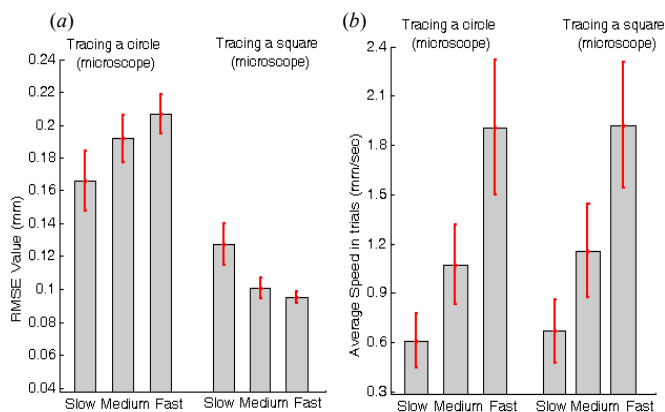 (a)
Tracing a circle
(microscope)
Tracing a square
(microscope)
RMSE Value (mm)
0.24
0.22
0.2
0.18
0.16
0.14
0.12
0.1
0.08
0.06
0.04
Slow Medium Fast
Slow Medium Fast
(b)
Tracing a circle
(microscope)
Tracing a square
(microscope)
Average Speed in trials (mm/sec)
2.4
2.1
1.8
1.5
1.2
0.9
0.6
0.3
Slow Medium Fast
Slow Medium Fast